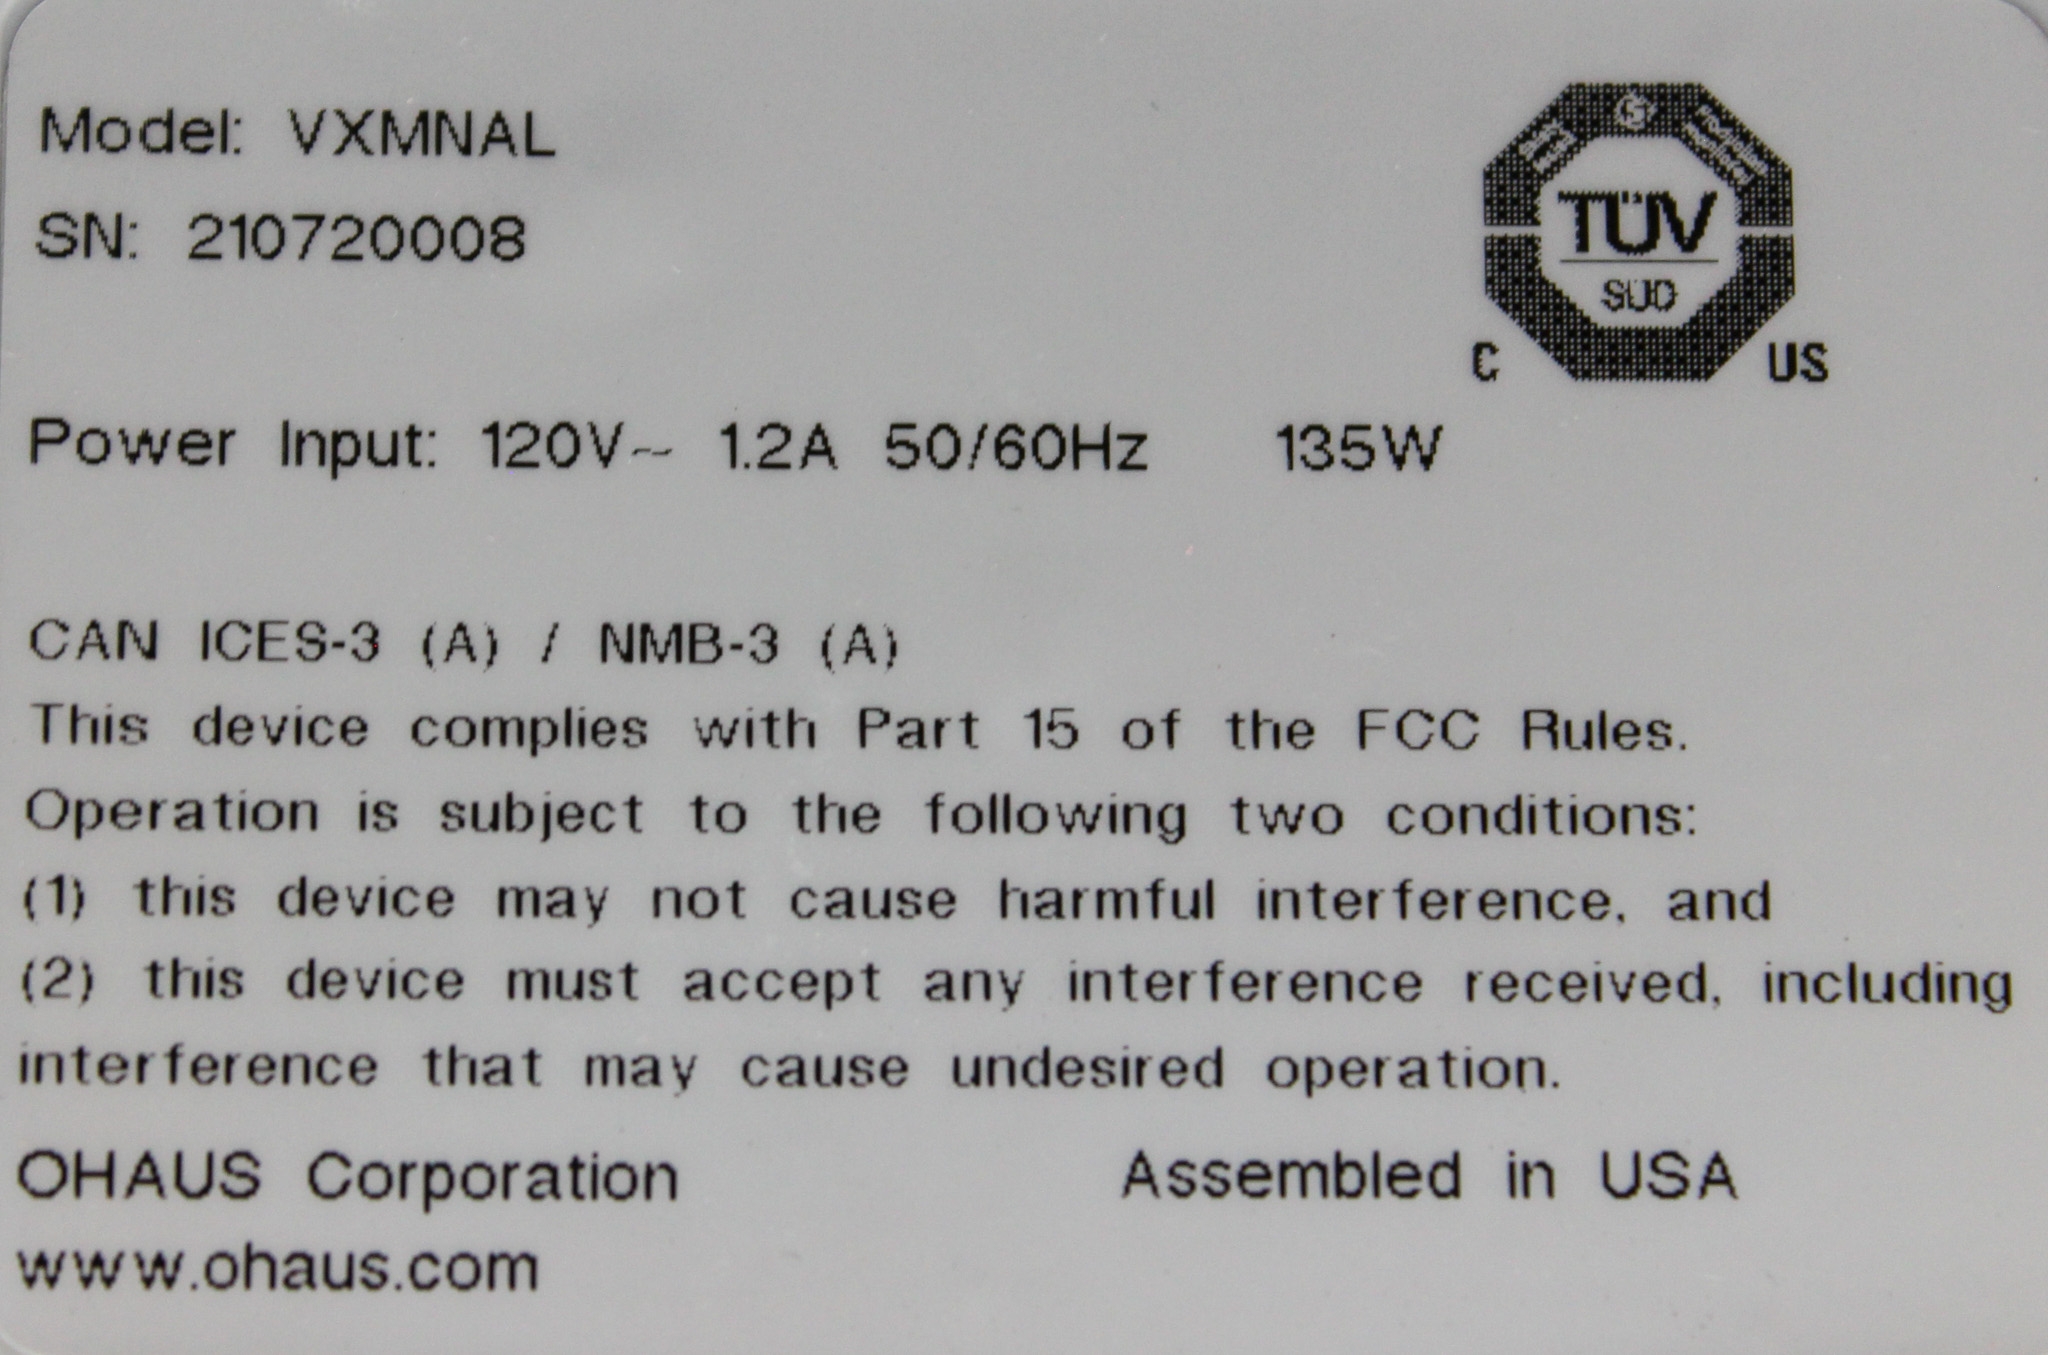 Model: VXMNAL
SN: 210720008
TÜV
SÜD
C US
Power Input: 120V~ 1.2A 50/60Hz 135W
CAN ICES-3 (A) / NMB-3 (A)
This device complies with Part 15 of the FCC Rules.
Operation is subject to the following two conditions:
(1) this device may not cause harmful interference, and
(2) this device must accept any interference received, including
interference that may cause undesired operation.
OHAUS Corporation Assembled in USA
www.ohaus.com